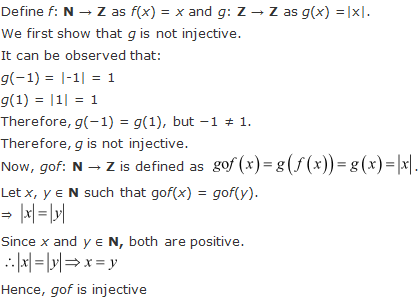 Define f: N → Z as f(x) = x and g: Z → Z as g(x) =|x|.
We first show that g is not injective.
It can be observed that:
g(−1) = |-1| = 1
g(1) = |1| = 1
Therefore, g(−1) = g(1), but −1 ≠ 1.
Therefore, g is not injective.
Now, gof: N → Z is defined as gof(x) = g(f(x)) = g(x) = |x|.
Let x, y ∈ N such that gof(x) = gof(y).
⇒ |x| = |y|
Since x and y ∈ N, both are positive.
∴ |x| = |y| ⇒ x = y
Hence, gof is injective